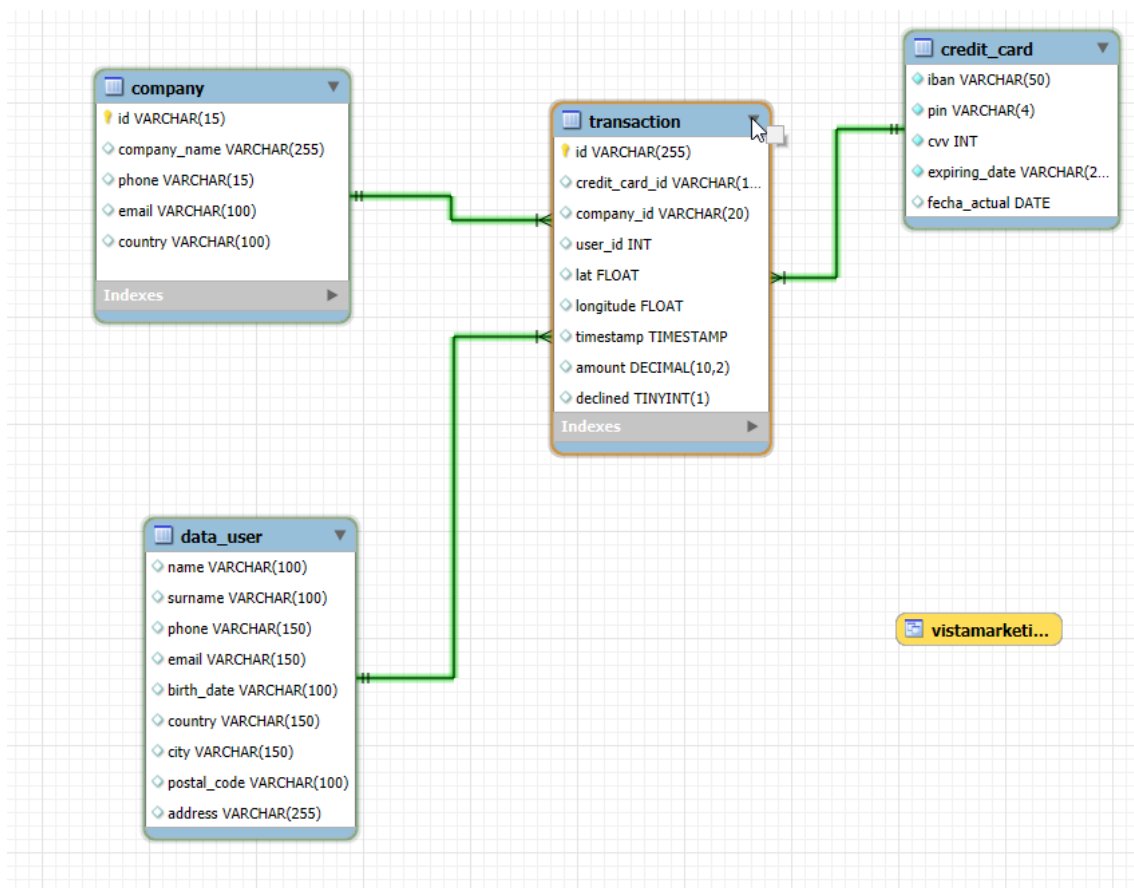 company
id VARCHAR(15)
company_name VARCHAR(255)
phone VARCHAR(15)
email VARCHAR(100)
country VARCHAR(100)
Indexes
transaction
id VARCHAR(255)
credit_card_id VARCHAR(1...
company_id VARCHAR(20)
user_id INT
lat FLOAT
longitude FLOAT
timestamp TIMESTAMP
amount DECIMAL(10,2)
declined TINYINT(1)
Indexes
credit_card
iban VARCHAR(50)
pin VARCHAR(4)
cvv INT
expiring_date VARCHAR(2...
fecha_actual DATE
data_user
name VARCHAR(100)
surname VARCHAR(100)
phone VARCHAR(150)
email VARCHAR(150)
birth_date VARCHAR(100)
country VARCHAR(150)
city VARCHAR(150)
postal_code VARCHAR(100)
address VARCHAR(255)
vistamarketi...